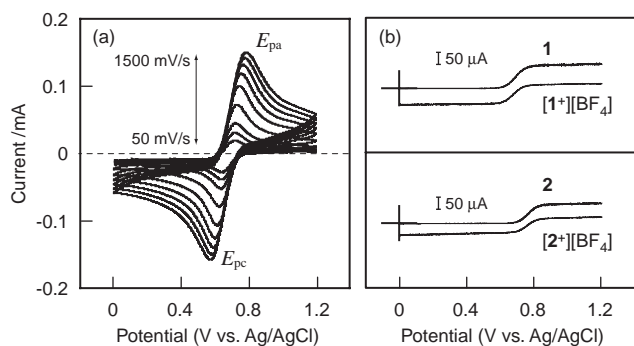 (a)
E_pa
1500 mV/s
50 mV/s
E_pc
Current /mA
0.2
0.1
0
-0.1
-0.2
0 0.4 0.8 1.2
Potential (V vs. Ag/AgCl)
(b)
50 µA
1
[1⁺][BF₄]
50 µA
2
[2⁺][BF₄]
0 0.4 0.8 1.2
Potential (V vs. Ag/AgCl)